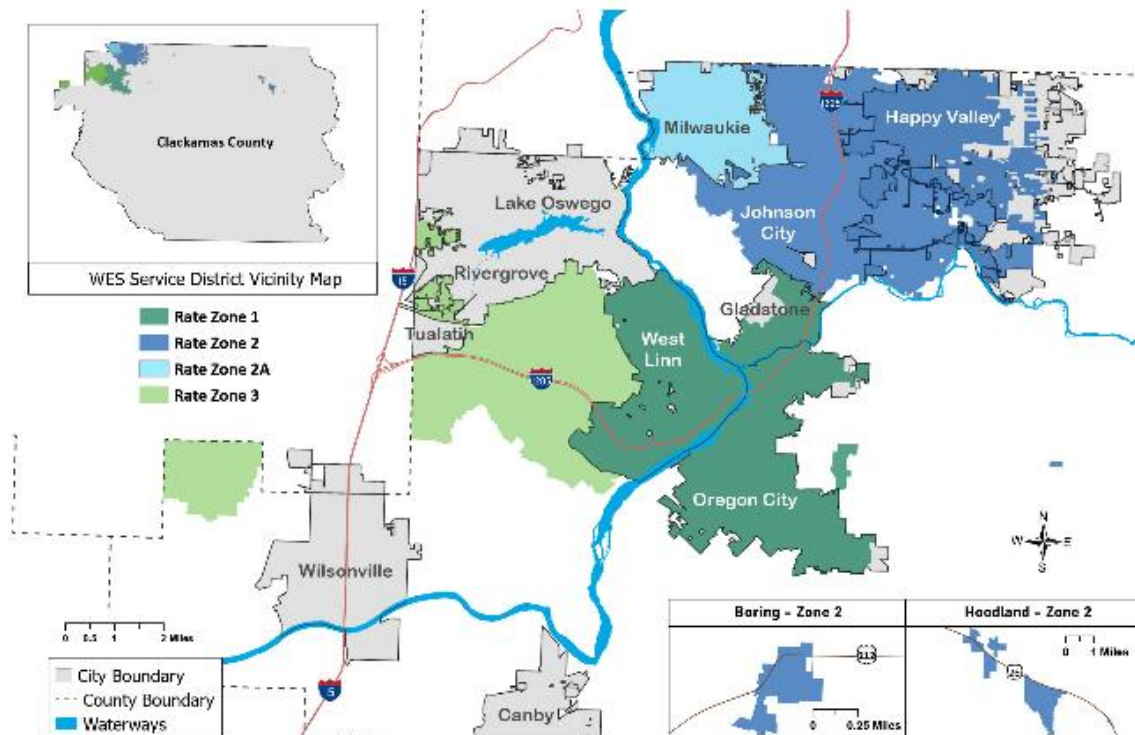 Clackamas County
WES Service District Vicinity Map
Rate Zone 1
Rate Zone 2
Rate Zone 2A
Rate Zone 3
Milwaukie
Happy Valley
Lake Oswego
Johnson
City
Rivergrove
Gladstone
Tualatin
West
Linn
Oregon City
Wilsonville
Canby
15
1205
5
N
W E
S
0 0.5 1 2 Miles
City Boundary
County Boundary
Waterways
Boring - Zone 2
212
0 0.25 Miles
Hoodland - Zone 2
26
0 1 Miles